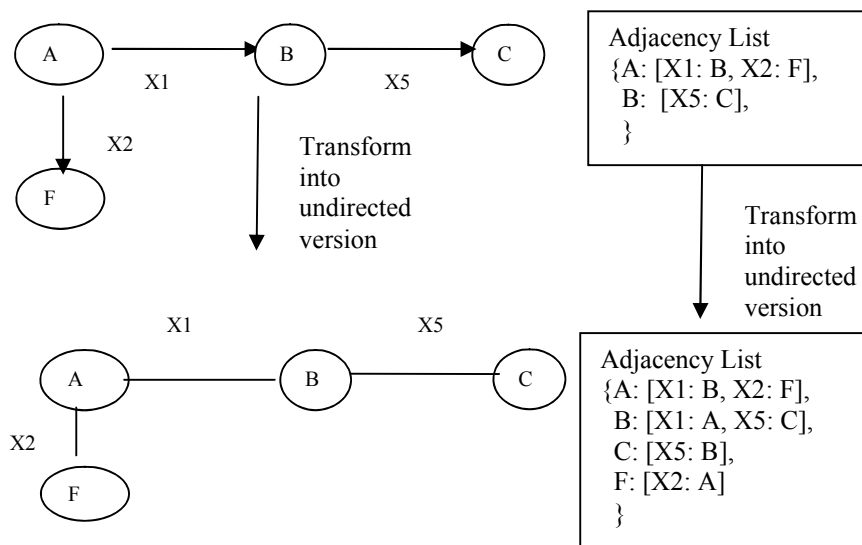 A
B
C
X1
X5
X2
F
Transform
into
undirected
version
Adjacency List
{A: [X1: B, X2: F],
B:  [X5: C],
}
Transform
into
undirected
version
X1
X5
A
B
C
X2
F
Adjacency List
{A: [X1: B, X2: F],
B: [X1: A, X5: C],
C: [X5: B],
F: [X2: A]
}